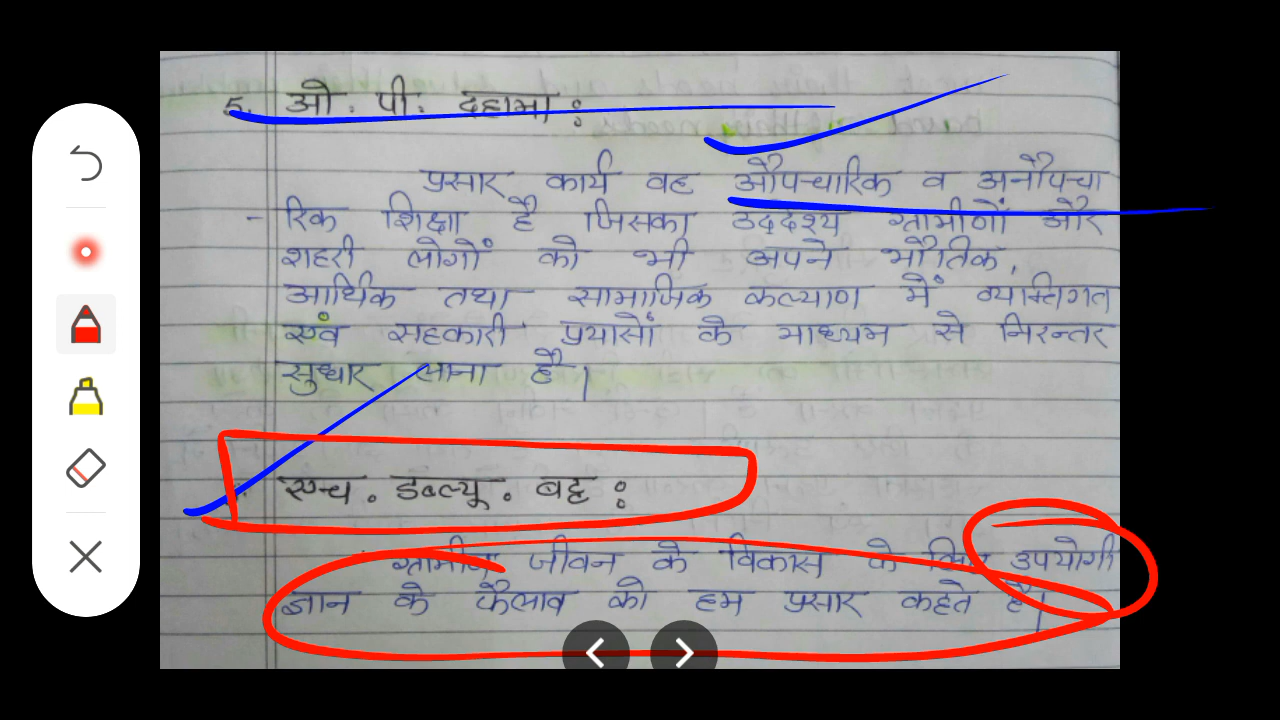 5. ओ. पी. दहामा :
प्रसार कार्य वह औपचारिक व अनौपचा
- रिक शिक्षा है जिसका उद्देश्य ग्रामीणों और
शहरी लोगों को भी अपने भौतिक,
आर्थिक तथा सामाजिक कल्याण में व्यक्तिगत
एंव सहकारी प्रयासों के माध्यम से निरन्तर
सुधार लाना है।
एच. डब्ल्यू. बट्ट :
ग्रामीण जीवन के विकास के लिए उपयोगी
ज्ञान के फैलाव को हम प्रसार कहते है।